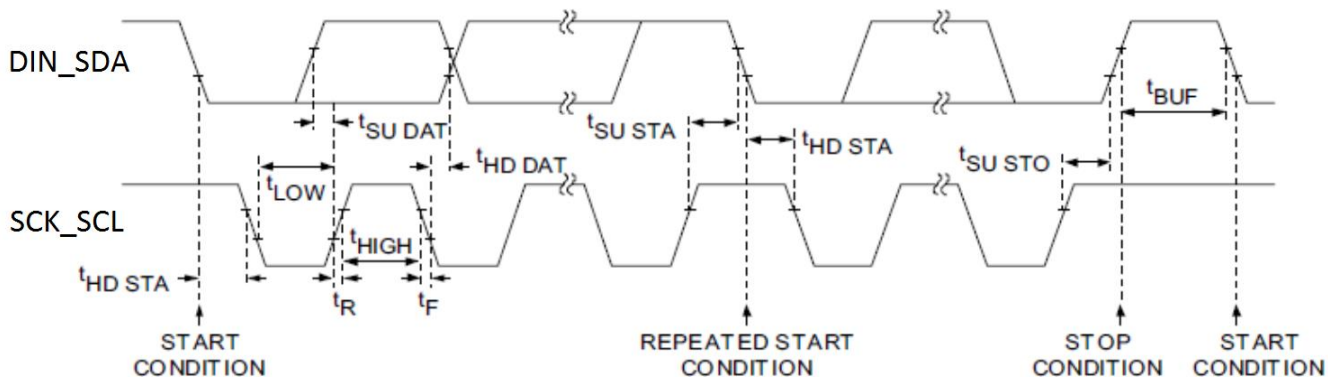 DIN_SDA
tSU DAT
tHD DAT
tSU STA
tHD STA
tSU STO
tBUF
tLOW
SCK_SCL
tHIGH
tHD STA
tR
tF
START
CONDITION
REPEATED START
CONDITION
STOP
CONDITION
START
CONDITION